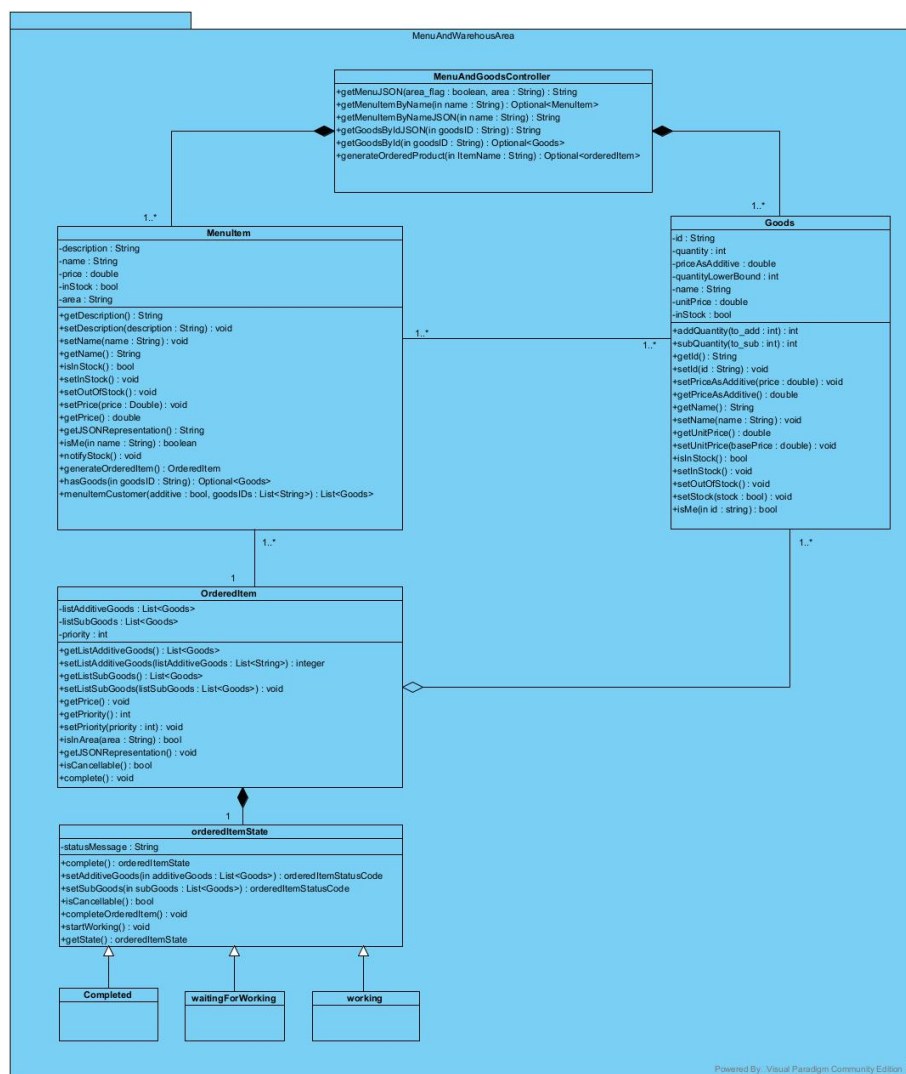 MenuAndWarehousArea
MenuAndGoodsController
+getMenuJSON(area_flag : boolean, area : String) : String
+getMenuItemByName(in name : String) : Optional<MenuItem>
+getMenuItemByNameJSON(in name : String) : String
+getGoodsByIdJSON(in goodsID : String) : String
+getGoodsById(in goodsID : String) : Optional<Goods>
+generateOrderedProduct(in ItemName : String) : Optional<orderedItem>
1..*
1..*
MenuItem
-description : String
-name : String
-price : double
-inStock : bool
-area : String
+getDescription() : String
+setDescription(description : String) : void
+setName(name : String) : void
+getName() : String
+isInStock() : bool
+setInStock() : void
+setOutOfStock() : void
+setPrice(price : Double) : void
+getPrice() : double
+getJSONRepresentation() : String
+isMe(in name : String) : boolean
+notifyStock() : void
+generateOrderedItem() : OrderedItem
+hasGoods(in goodsID : String) : Optional<Goods>
+menuItemCustomer(additive : bool, goodsIDs : List<String>) : List<Goods>
1..*
1..*
Goods
-id : String
-quantity : int
-priceAsAdditive : double
-quantityLowerBound : int
-name : String
-unitPrice : double
-inStock : bool
+addQuantity(to_add : int) : int
+subQuantity(to_sub : int) : int
+getId() : String
+setId(id : String) : void
+setPriceAsAdditive(price : double) : void
+getPriceAsAdditive() : double
+getName() : String
+setName(name : String) : void
+getUnitPrice() : double
+setUnitPrice(basePrice : double) : void
+isInStock() : bool
+setInStock() : void
+setOutOfStock() : void
+setStock(stock : bool) : void
+isMe(in id : string) : bool
1..*
1..*
1
OrderedItem
-listAdditiveGoods : List<Goods>
-listSubGoods : List<Goods>
-priority : int
+getListAdditiveGoods() : List<Goods>
+setListAdditiveGoods(listAdditiveGoods : List<String>) : integer
+getListSubGoods() : List<Goods>
+setListSubGoods(listSubGoods : List<Goods>) : void
+getPrice() : void
+getPriority() : int
+setPriority(priority : int) : void
+isInArea(area : String) : bool
+getJSONRepresentation() : void
+isCancellable() : bool
+complete() : void
1
orderedItemState
-statusMessage : String
+complete() : orderedItemState
+setAdditiveGoods(in additiveGoods : List<Goods>) : orderedItemStatusCode
+setSubGoods(in subGoods : List<Goods>) : orderedItemStatusCode
+isCancellable() : bool
+completeOrderedItem() : void
+startWorking() : void
+getState() : orderedItemState
Completed
waitingForWorking
working
Powered By Visual Paradigm Community Edition